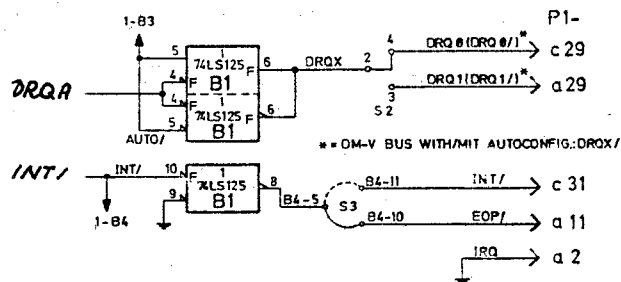 1-B3
P1-
5
1
74LS125
6
DRQX
2
4
DRQ 0 (DRQ 0/)*
c 29
4
F
F
B1
DRQA
3
DRQ 1 (DRQ 1/)*
a 29
4
F
1
F
6
S2
74LS125
5
B1
AUTO/
* = DM-V BUS WITH/MIT AUTOCONFIG.:DRQX/
INT/
INT/
10
F
1
74LS125
8
B4-11
INT/
c 31
9
B1
B4-5
S3
B4-10
EOP/
a 11
1-B4
IRQ
a 2